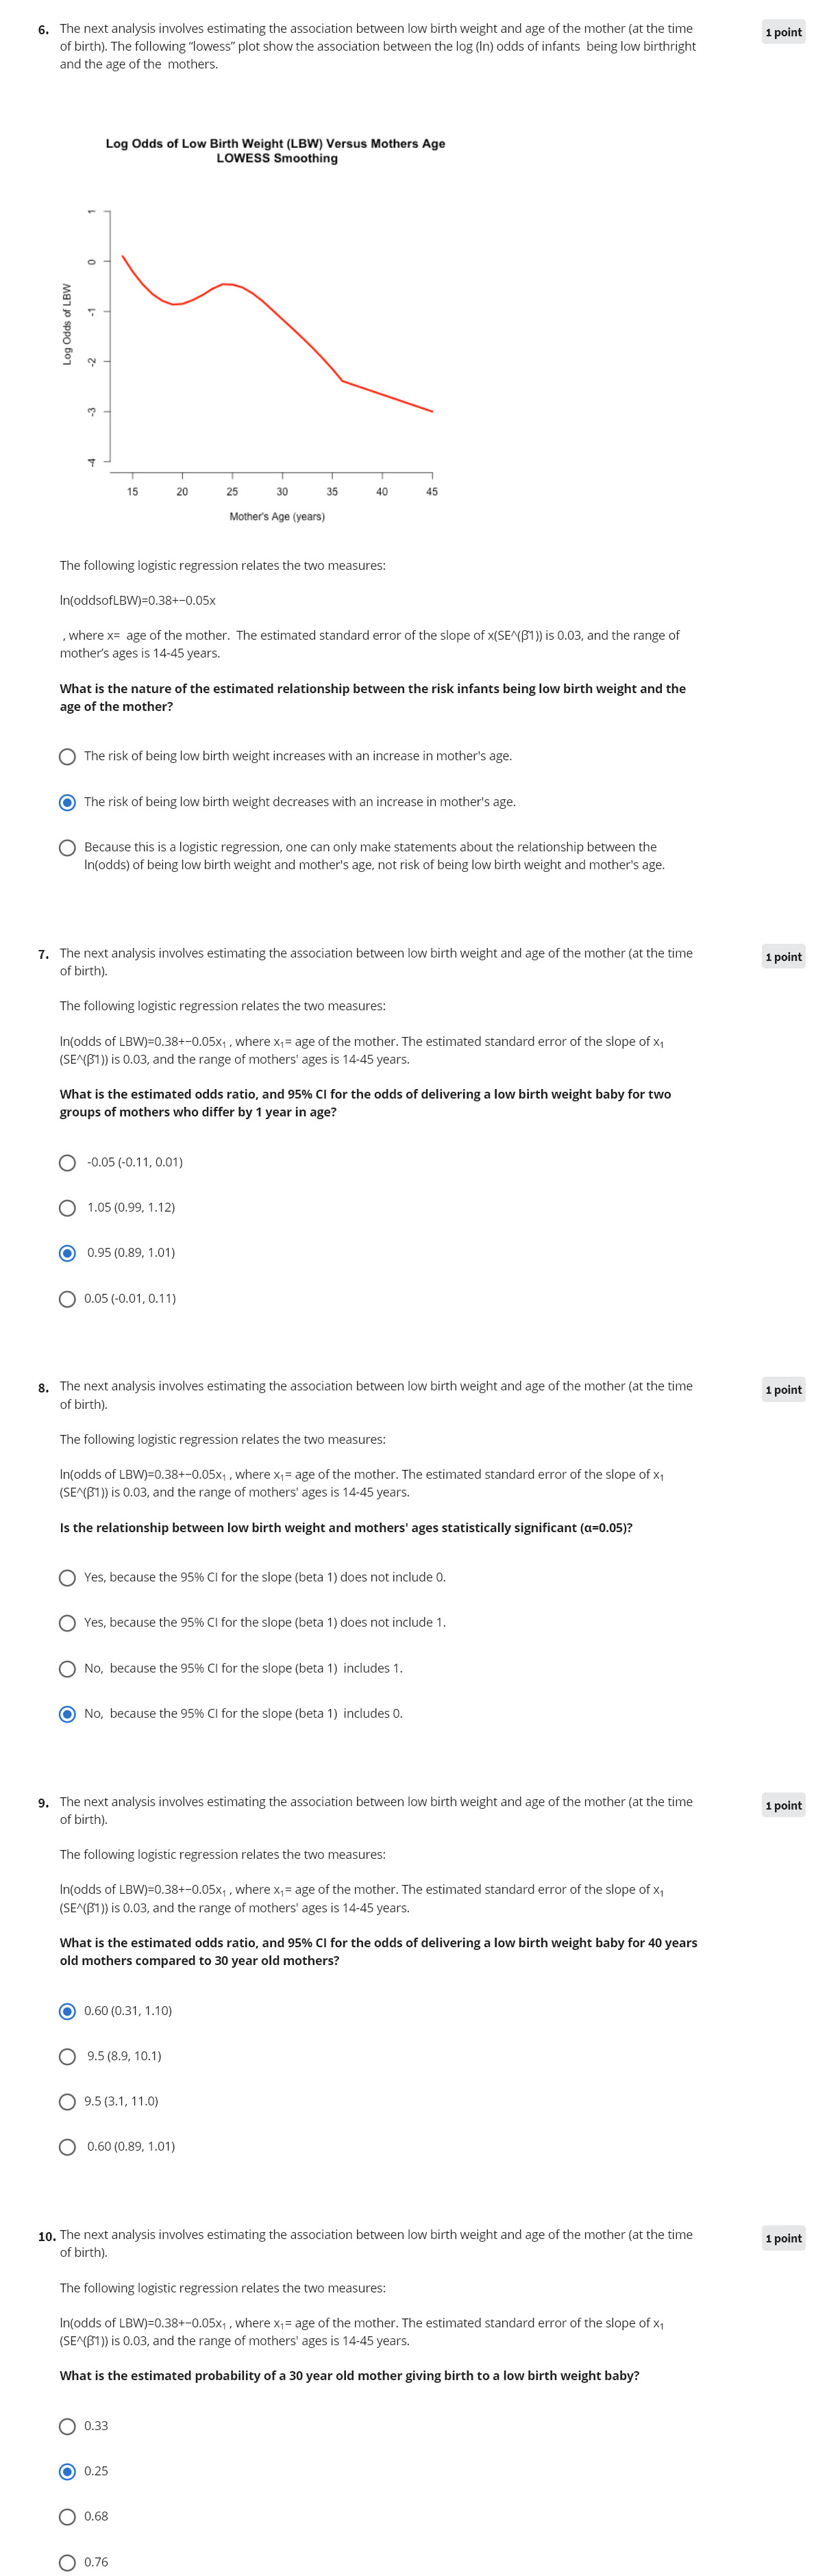 6. The next analysis involves estimating the association between low birth weight and age of the mother (at the time
of birth). The following "lowess" plot show the association between the log (ln) odds of infants being low birthright
and the age of the mothers.
1 point
Log Odds of Low Birth Weight (LBW) Versus Mothers Age
LOWESS Smoothing
Log Odds of LBW
1
0
-1
-2
-3
-4
15 20 25 30 35 40 45
Mother's Age (years)
The following logistic regression relates the two measures:
ln(oddsofLBW)=0.38+−0.05x
, where x= age of the mother. The estimated standard error of the slope of x(SE^(β^1)) is 0.03, and the range of
mother's ages is 14-45 years.
What is the nature of the estimated relationship between the risk infants being low birth weight and the
age of the mother?
The risk of being low birth weight increases with an increase in mother's age.
The risk of being low birth weight decreases with an increase in mother's age.
Because this is a logistic regression, one can only make statements about the relationship between the
ln(odds) of being low birth weight and mother's age, not risk of being low birth weight and mother's age.
7. The next analysis involves estimating the association between low birth weight and age of the mother (at the time
of birth).
1 point
The following logistic regression relates the two measures:
ln(odds of LBW)=0.38+−0.05x₁ , where x₁= age of the mother. The estimated standard error of the slope of x₁
(SE^(β^1)) is 0.03, and the range of mothers' ages is 14-45 years.
What is the estimated odds ratio, and 95% CI for the odds of delivering a low birth weight baby for two
groups of mothers who differ by 1 year in age?
-0.05 (-0.11, 0.01)
1.05 (0.99, 1.12)
0.95 (0.89, 1.01)
0.05 (-0.01, 0.11)
8. The next analysis involves estimating the association between low birth weight and age of the mother (at the time
of birth).
1 point
The following logistic regression relates the two measures:
ln(odds of LBW)=0.38+−0.05x₁ , where x₁= age of the mother. The estimated standard error of the slope of x₁
(SE^(β^1)) is 0.03, and the range of mothers' ages is 14-45 years.
Is the relationship between low birth weight and mothers' ages statistically significant (α=0.05)?
Yes, because the 95% CI for the slope (beta 1) does not include 0.
Yes, because the 95% CI for the slope (beta 1) does not include 1.
No, because the 95% CI for the slope (beta 1) includes 1.
No, because the 95% CI for the slope (beta 1) includes 0.
9. The next analysis involves estimating the association between low birth weight and age of the mother (at the time
of birth).
1 point
The following logistic regression relates the two measures:
ln(odds of LBW)=0.38+−0.05x₁ , where x₁= age of the mother. The estimated standard error of the slope of x₁
(SE^(β^1)) is 0.03, and the range of mothers' ages is 14-45 years.
What is the estimated odds ratio, and 95% CI for the odds of delivering a low birth weight baby for 40 years
old mothers compared to 30 year old mothers?
0.60 (0.31, 1.10)
9.5 (8.9, 10.1)
9.5 (3.1, 11.0)
0.60 (0.89, 1.01)
10. The next analysis involves estimating the association between low birth weight and age of the mother (at the time
of birth).
1 point
The following logistic regression relates the two measures:
ln(odds of LBW)=0.38+−0.05x₁ , where x₁= age of the mother. The estimated standard error of the slope of x₁
(SE^(β^1)) is 0.03, and the range of mothers' ages is 14-45 years.
What is the estimated probability of a 30 year old mother giving birth to a low birth weight baby?
0.33
0.25
0.68
0.76